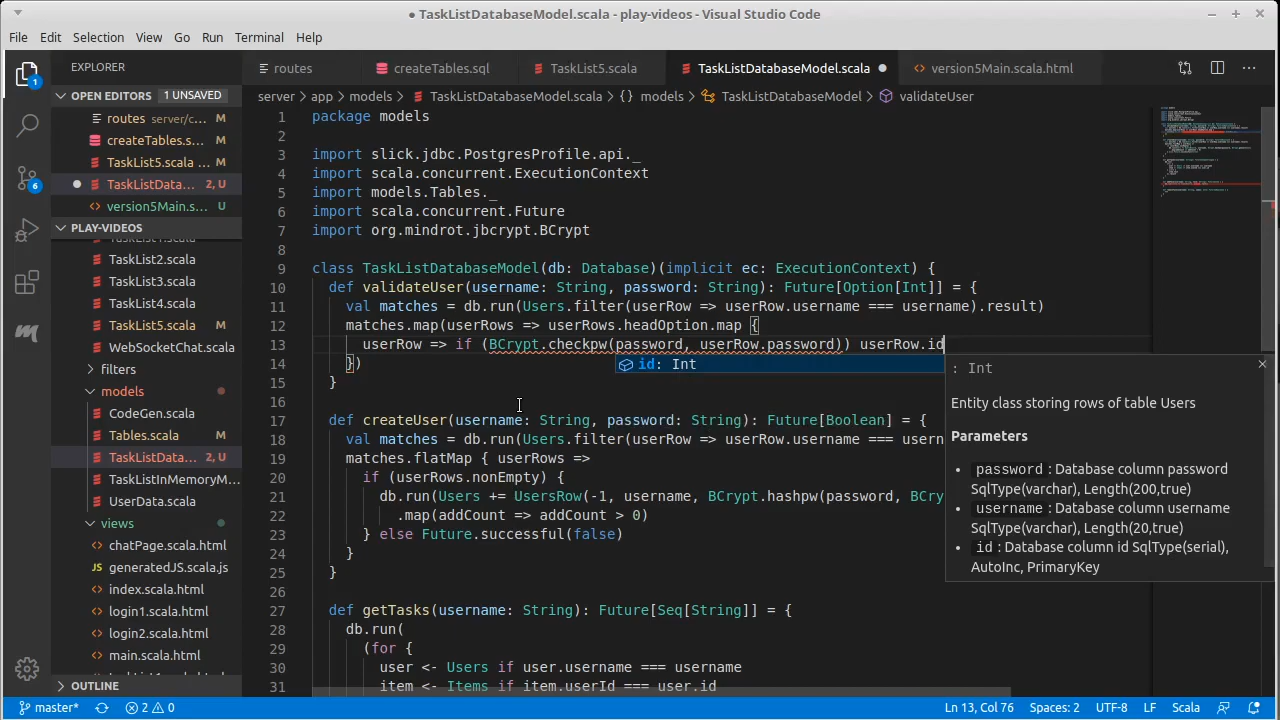 ● TaskListDatabaseModel.scala - play-videos - Visual Studio Code
File Edit Selection View Go Run Terminal Help
EXPLORER
routes
createTables.sql
TaskList5.scala
TaskListDatabaseModel.scala ●
version5Main.scala.html
OPEN EDITORS 1 UNSAVED
routes server/c... M
createTables.s... M
TaskList5.scala ... M
TaskListData... 2, U
version5Main.s... U
PLAY-VIDEOS
TaskList2.scala
TaskList3.scala
TaskList4.scala
TaskList5.scala M
WebSocketChat.scala
filters
models
CodeGen.scala
Tables.scala M
TaskListData... 2, U
TaskListInMemoryM...
UserData.scala
views
chatPage.scala.html
JS generatedJS.scala.js
index.scala.html
login1.scala.html
login2.scala.html
main.scala.html
OUTLINE
1
6
server > app > models > TaskListDatabaseModel.scala > {} models > TaskListDatabaseModel > validateUser
1 package models
2
3 import slick.jdbc.PostgresProfile.api._
4 import scala.concurrent.ExecutionContext
5 import models.Tables._
6 import scala.concurrent.Future
7 import org.mindrot.jbcrypt.BCrypt
8
9 class TaskListDatabaseModel(db: Database)(implicit ec: ExecutionContext) {
10 def validateUser(username: String, password: String): Future[Option[Int]] = {
11 val matches = db.run(Users.filter(userRow => userRow.username === username).result)
12 matches.map(userRows => userRows.headOption.map {
13 userRow => if (BCrypt.checkpw(password, userRow.password)) userRow.id
14 })
15 }
16
17 def createUser(username: String, password: String): Future[Boolean] = {
18 val matches = db.run(Users.filter(userRow => userRow.username === usern
19 matches.flatMap { userRows =>
20 if (userRows.nonEmpty) {
21 db.run(Users += UsersRow(-1, username, BCrypt.hashpw(password, BCry
22 .map(addCount => addCount > 0)
23 } else Future.successful(false)
24 }
25 }
26
27 def getTasks(username: String): Future[Seq[String]] = {
28 db.run(
29 (for {
30 user <- Users if user.username === username
31 item <- Items if item.userId === user.id
id: Int
: Int
Entity class storing rows of table Users
Parameters
• password : Database column password
SqlType(varchar), Length(200,true)
• username : Database column username
SqlType(varchar), Length(20,true)
• id : Database column id SqlType(serial),
AutoInc, PrimaryKey
master* 2 0 Ln 13, Col 76 Spaces: 2 UTF-8 LF Scala